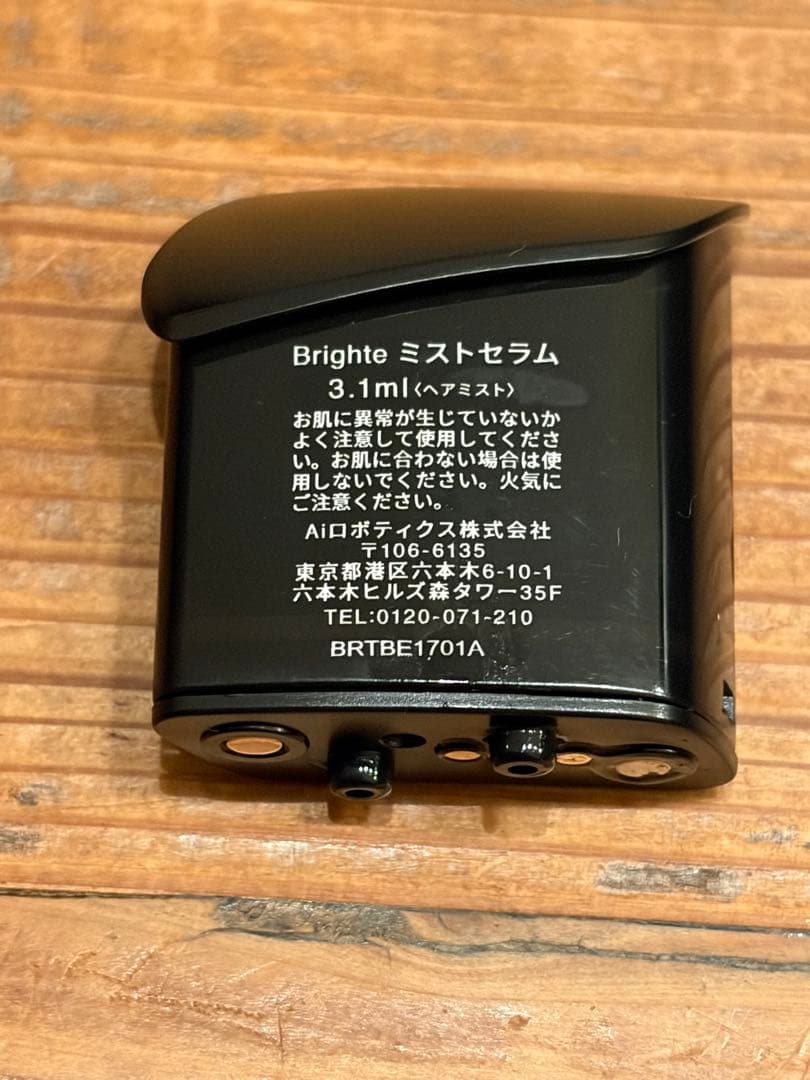 Brighte ミストセラム
3.1ml〈ヘアミスト〉
お肌に異常が生じていないか
よく注意して使用してくださ
い。お肌に合わない場合は使
用しないでください。火気に
ご注意ください。
Aiロボティクス株式会社
〒106-6135
東京都港区六本木6-10-1
六本木ヒルズ森タワー35F
TEL:0120-071-210
BRTBE1701A